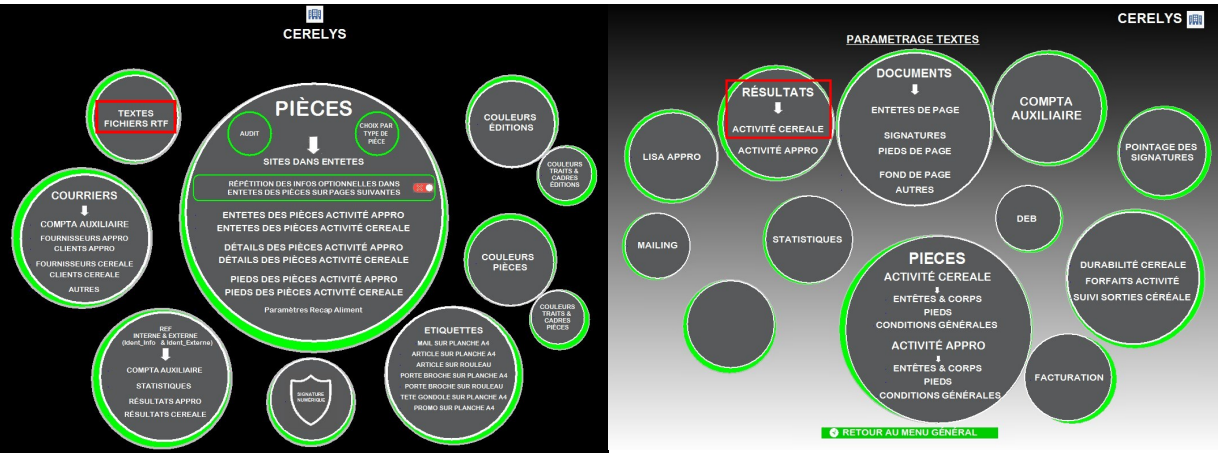 CERELYS
TEXTES
FICHIERS RTF
PIÈCES
AUDIT
CHOIX PAR
TYPE DE
PIÈCE
SITES DANS ENTETES
RÉPÉTITION DES INFOS OPTIONNELLES DANS
ENTETES DES PIÈCES SUR PAGES SUIVANTES
ENTETES DES PIÈCES ACTIVITÉ APPRO
ENTETES DES PIÈCES ACTIVITÉ CEREALE
DÉTAILS DES PIÈCES ACTIVITÉ APPRO
DÉTAILS DES PIÈCES ACTIVITÉ CEREALE
PIEDS DES PIÈCES ACTIVITÉ APPRO
PIEDS DES PIÈCES ACTIVITÉ CEREALE
Paramètres Recap Aliment
COULEURS
ÉDITIONS
COULEURS
TRAITS &
CADRES
ÉDITIONS
COURRIERS
COMPTA AUXILIAIRE
FOURNISSEURS APPRO
CLIENTS APPRO
FOURNISSEURS CEREALE
CLIENTS CEREALE
AUTRES
COULEURS
PIÈCES
COULEURS
TRAITS &
CADRES
PIÈCES
REF
INTERNE & EXTERNE
(Ident_Info & Ident_Externe)
COMPTA AUXILIAIRE
STATISTIQUES
RÉSULTATS APPRO
RÉSULTATS CEREALE
SIGNATURE
NUMÉRIQUE
ETIQUETTES
MAIL SUR PLANCHE A4
ARTICLE SUR PLANCHE A4
ARTICLE SUR ROULEAU
PORTE BROCHE SUR PLANCHE A4
PORTE BROCHE SUR ROULEAU
TETE GONDOLE SUR PLANCHE A4
PROMO SUR PLANCHE A4
CERELYS
PARAMETRAGE TEXTES
RÉSULTATS
ACTIVITÉ CEREALE
ACTIVITÉ APPRO
DOCUMENTS
ENTETES DE PAGE
SIGNATURES
PIEDS DE PAGE
FOND DE PAGE
AUTRES
COMPTA
AUXILIAIRE
LISA APPRO
POINTAGE DES
SIGNATURES
MAILING
STATISTIQUES
DEB
PIECES
ACTIVITÉ CEREALE
ENTÊTES & CORPS
PIEDS
CONDITIONS GÉNÉRALES
ACTIVITÉ APPRO
ENTÊTES & CORPS
PIEDS
CONDITIONS GÉNÉRALES
DURABILITÉ CEREALE
FORFAITS ACTIVITÉ
SUIVI SORTIES CÉRÉALE
FACTURATION
RETOUR AU MENU GÉNÉRAL